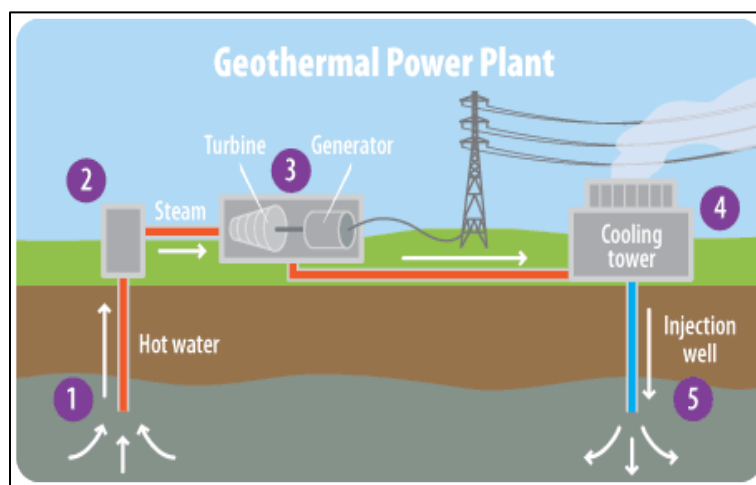 Geothermal Power Plant
Turbine
3
Generator
2
Steam
4
Cooling
tower
Hot water
Injection
well
1
5